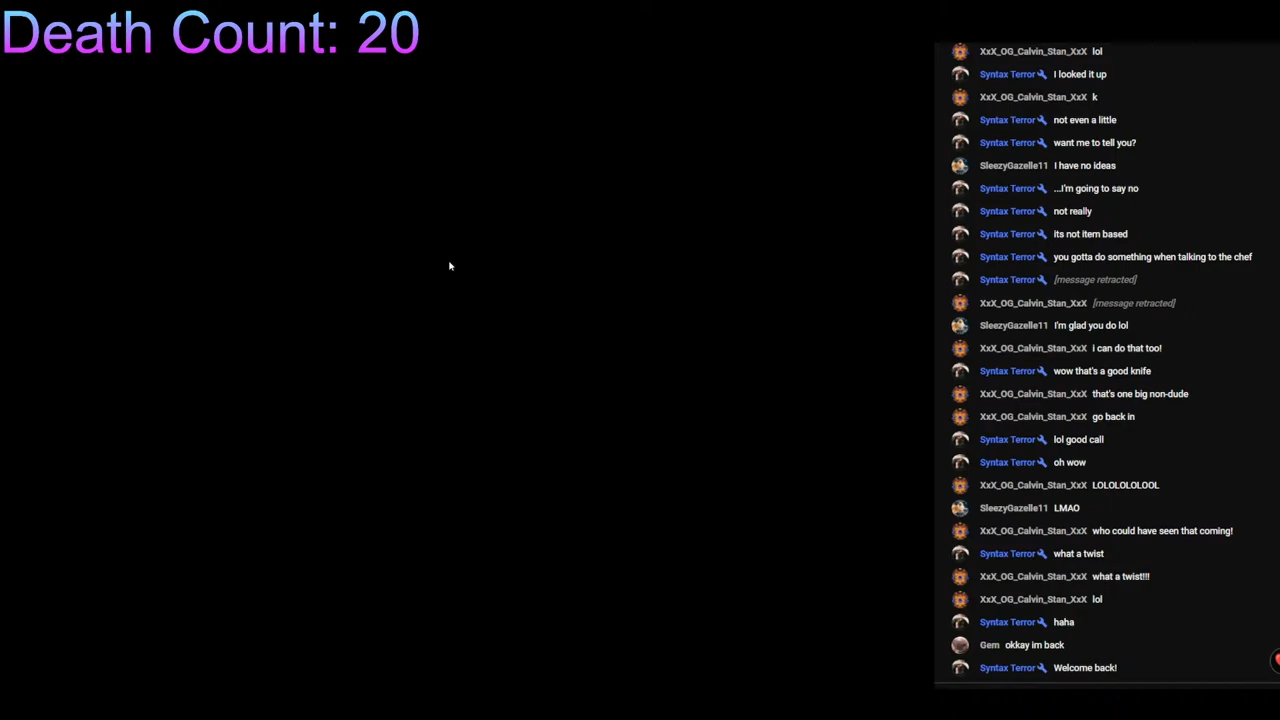 Death Count: 20
XxX_OG_Calvin_Stan_XxX lol
Syntax Terror I looked it up
XxX_OG_Calvin_Stan_XxX k
Syntax Terror not even a little
Syntax Terror want me to tell you?
SleezyGazelle11 I have no ideas
Syntax Terror ...I'm going to say no
Syntax Terror not really
Syntax Terror its not item based
Syntax Terror you gotta do something when talking to the chef
Syntax Terror [message retracted]
XxX_OG_Calvin_Stan_XxX [message retracted]
SleezyGazelle11 I'm glad you do lol
XxX_OG_Calvin_Stan_XxX i can do that too!
Syntax Terror wow that's a good knife
XxX_OG_Calvin_Stan_XxX that's one big non-dude
XxX_OG_Calvin_Stan_XxX go back in
Syntax Terror lol good call
Syntax Terror oh wow
XxX_OG_Calvin_Stan_XxX LOLOLOLOLOOL
SleezyGazelle11 LMAO
XxX_OG_Calvin_Stan_XxX who could have seen that coming!
Syntax Terror what a twist
XxX_OG_Calvin_Stan_XxX what a twist!!!
XxX_OG_Calvin_Stan_XxX lol
Syntax Terror haha
Gem okkay im back
Syntax Terror Welcome back!